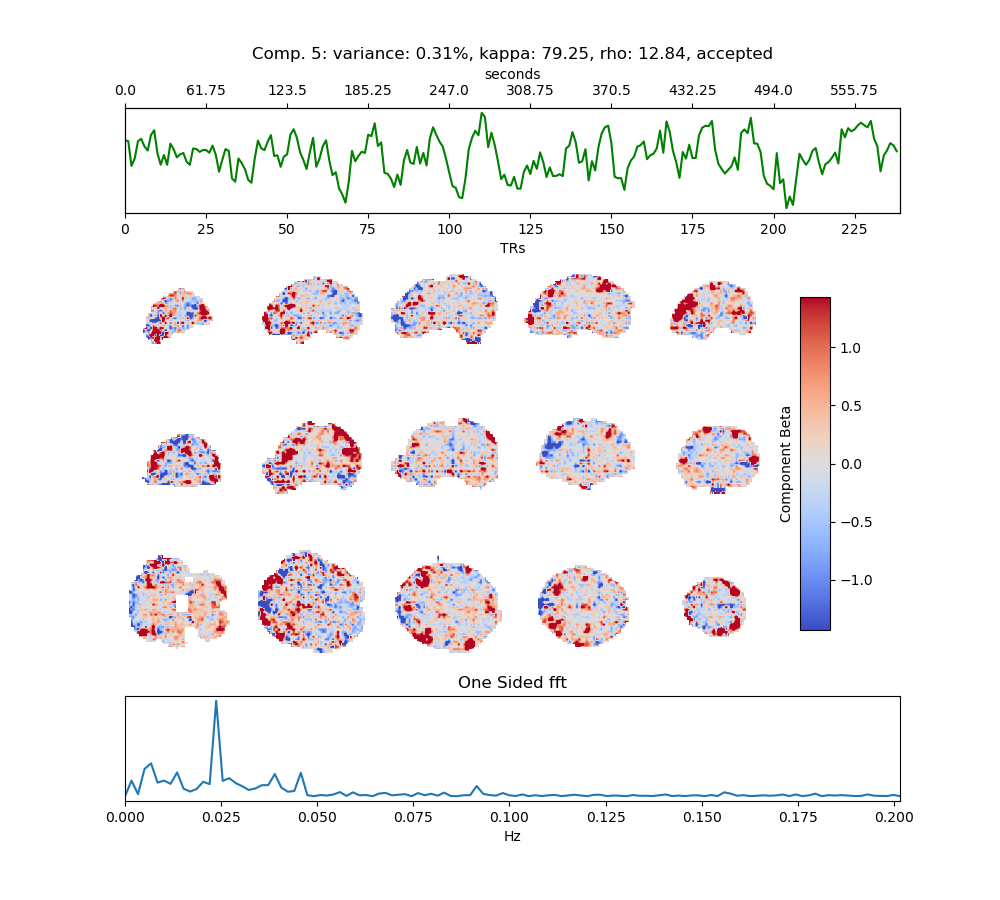 Comp. 5: variance: 0.31%, kappa: 79.25, rho: 12.84, accepted
seconds
0.0 61.75 123.5 185.25 247.0 308.75 370.5 432.25 494.0 555.75
0 25 50 75 100 125 150 175 200 225
TRs
1.0
0.5
0.0
−0.5
−1.0
Component Beta
One Sided fft
0.000 0.025 0.050 0.075 0.100 0.125 0.150 0.175 0.200
Hz